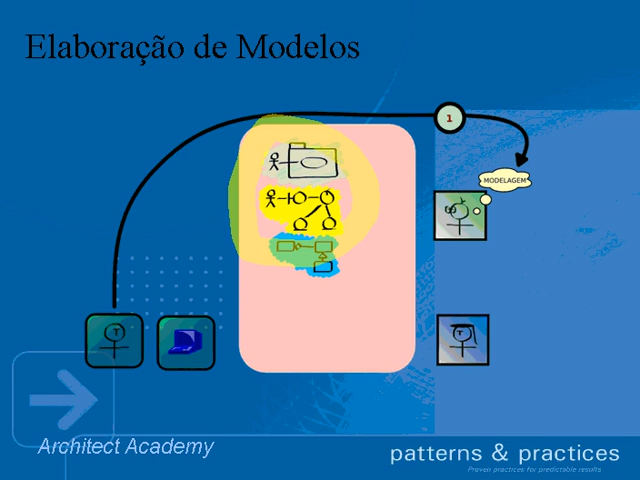 Elaboração de Modelos
1
MODELAGEM
T
T
Architect Academy
patterns & practices
Proven practices for predictable results